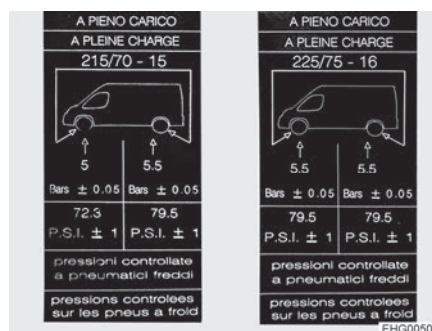 A PIENO CARICO
A PLEINE CHARGE
215/70 - 15
5 5.5
Bars ± 0.05 Bars ± 0.05
72.3 79.5
P.S.I. ± 1 P.S.I. ± 1
pressioni controllate
a pneumatici freddi
pressions controlees
sur les pneus a froid
A PIENO CARICO
A PLEINE CHARGE
225/75 - 16
5.5 5.5
Bars ± 0.05 Bars ± 0.05
79.5 79.5
P.S.I. ± 1 P.S.I. ± 1
pressioni controllate
a pneumatici freddi
pressions controlees
sur les pneus a froid
EHG0050